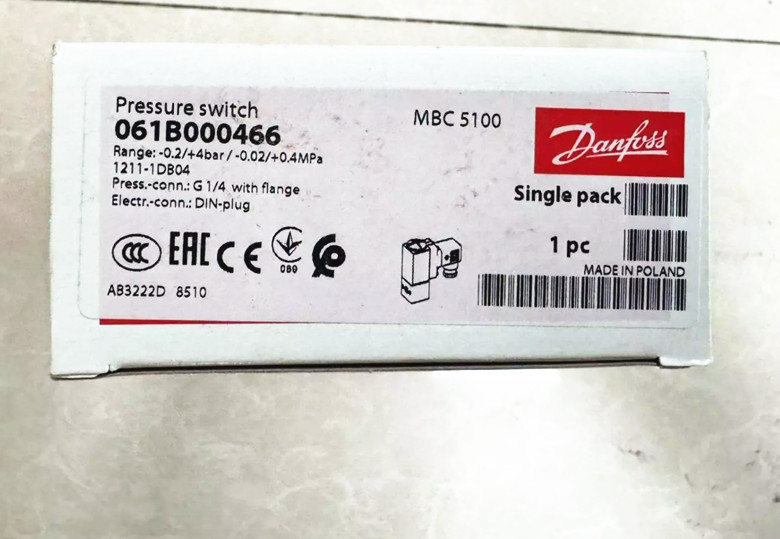 Pressure switch
061B000466
Range: -0.2/+4bar / -0.02/+0.4MPa
1211-1DB04
Press.-conn.: G 1/4 with flange
Electr.-conn.: DIN-plug
MBC 5100
Danfoss
Single pack
1 pc
MADE IN POLAND
CCC
EAC
CE
AB3222D 8510